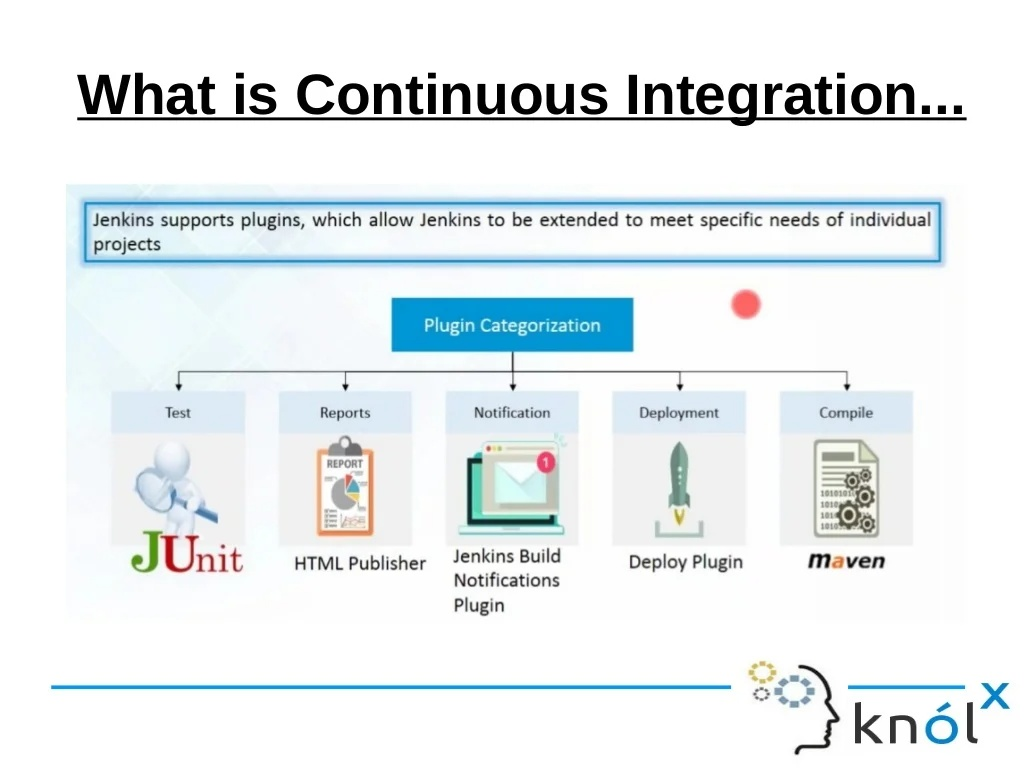 What is Continuous Integration...
Jenkins supports plugins, which allow Jenkins to be extended to meet specific needs of individual
projects
Plugin Categorization
Test
Reports
Notification
Deployment
Compile
REPORT
1
JUnit
HTML Publisher
Jenkins Build
Notifications
Plugin
Deploy Plugin
maven
knólx